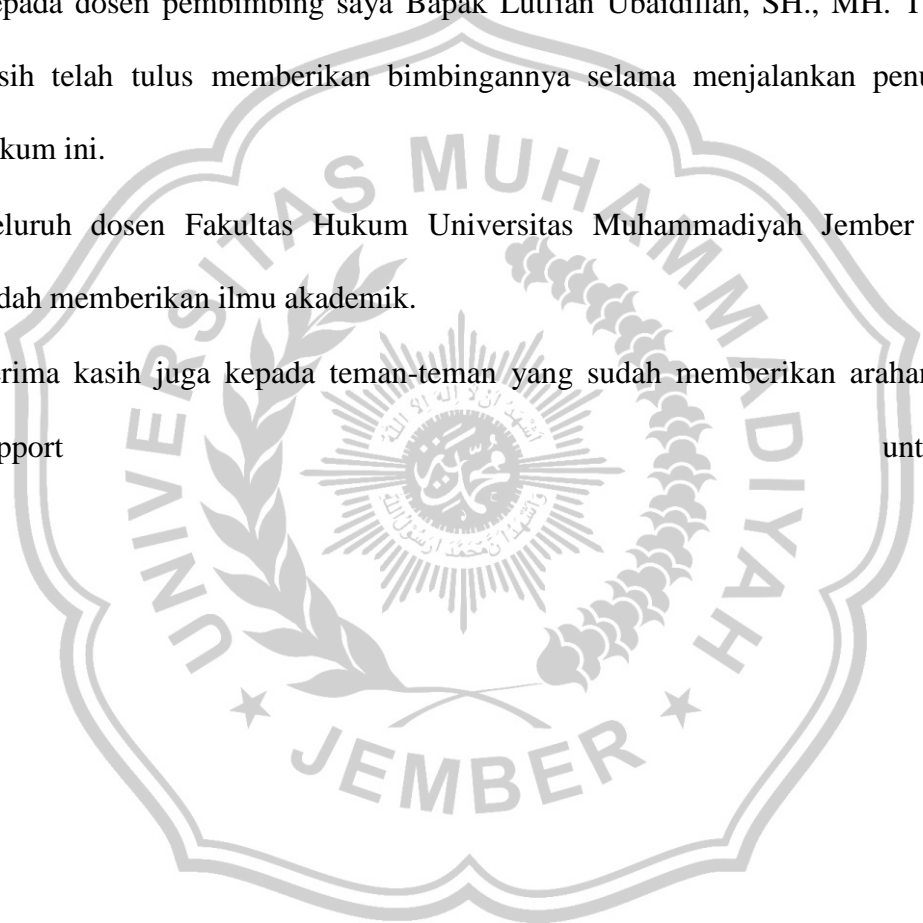 epada dosen pembimbing saya Bapak Lutfian Ubaidillah, SH., MH. T
sih telah tulus memberikan bimbingannya selama menjalankan penu
kum ini.
eluruh dosen Fakultas Hukum Universitas Muhammadiyah Jember
dah memberikan ilmu akademik.
erima kasih juga kepada teman-teman yang sudah memberikan arahan
pport unt
UNIVERSITAS MUHAMMADIYAH
JEMBER